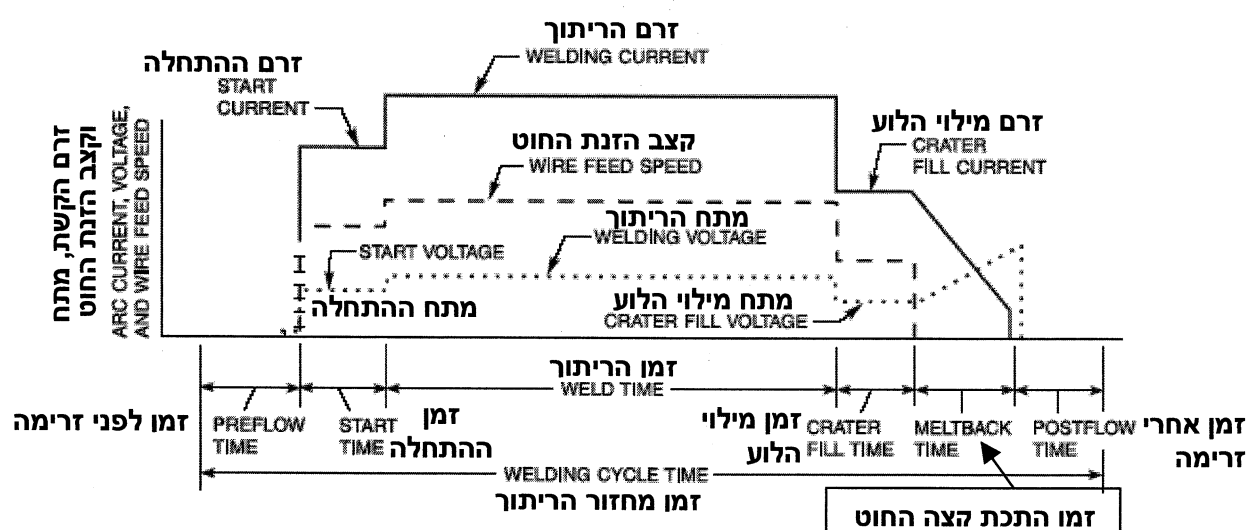 זרם הריתוך
WELDING CURRENT
זרם ההתחלה
START
CURRENT
זרם מילוי הלוע
CRATER
FILL CURRENT
קצב הזנת החוט
WIRE FEED SPEED
זרם הקשת, מתח
וקצב הזנת החוט
ARC CURRENT, VOLTAGE,
AND WIRE FEED SPEED
מתח הריתוך
WELDING VOLTAGE
START VOLTAGE
מתח ההתחלה
מתח מילוי הלוע
CRATER FILL VOLTAGE
זמן הריתוך
WELD TIME
זמן לפני זרימה
PREFLOW
TIME
START
TIME
זמן
ההתחלה
זמן מילוי
הלוע
CRATER
FILL TIME
MELTBACK
TIME
POSTFLOW
TIME
זמן אחרי
זרימה
WELDING CYCLE TIME
זמן מחזור הריתוך
זמן התכת קצה החוט